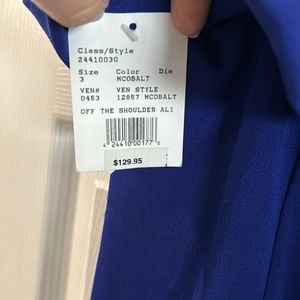 Class/Style
24410030
Size Color Dim
3 MCOBALT
VEN# VEN STYLE
0453 12857 MCOBALT
OFF THE SHOULDER ALI
4 24410 00177 6
$129.95